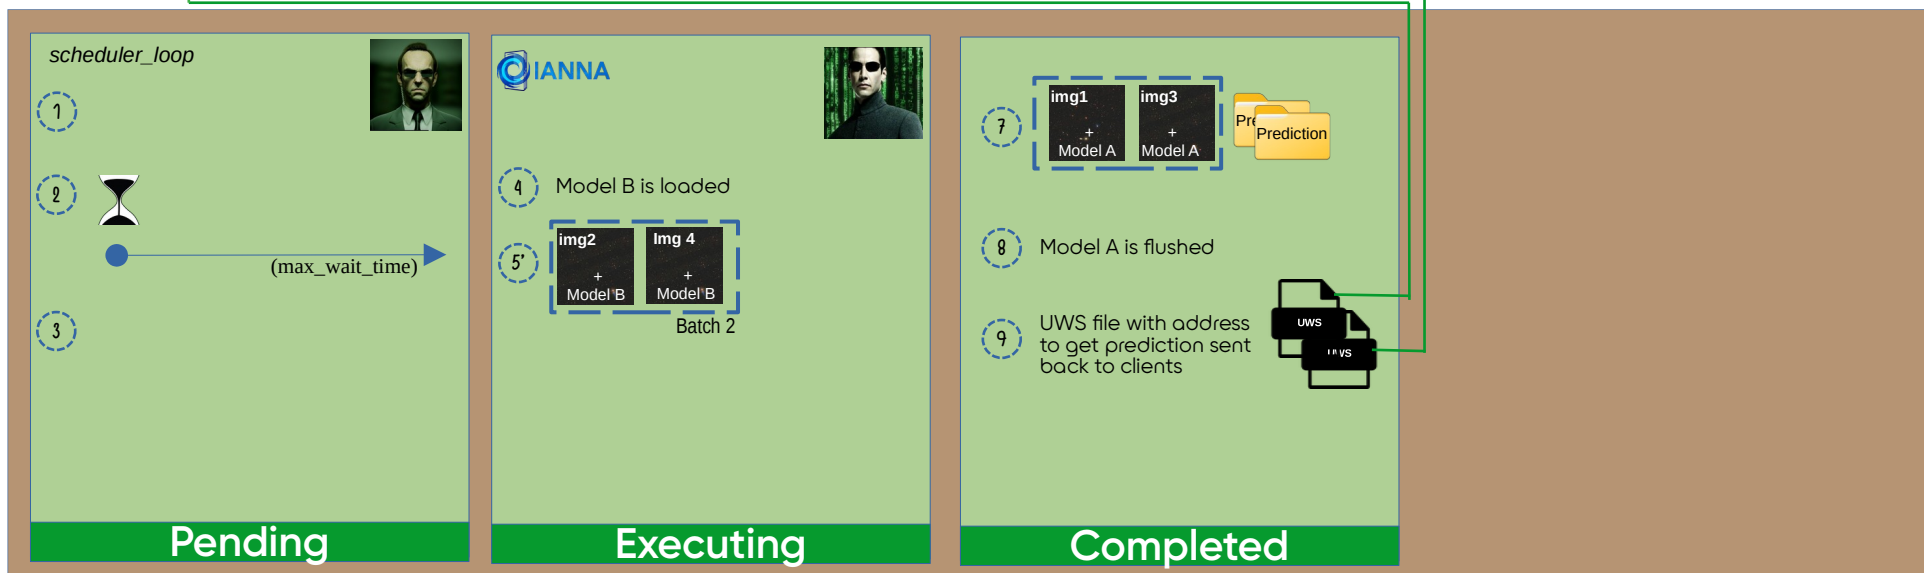 scheduler_loop
1
2
(max_wait_time)
3
Pending
IANNA
4 Model B is loaded
5'
img2
+
Model B
Img 4
+
Model B
Batch 2
Executing
7
img1
+
Model A
img3
+
Model A
Pre
Prediction
8 Model A is flushed
9
UWS file with address
to get prediction sent
back to clients
UWS
UWS
Completed